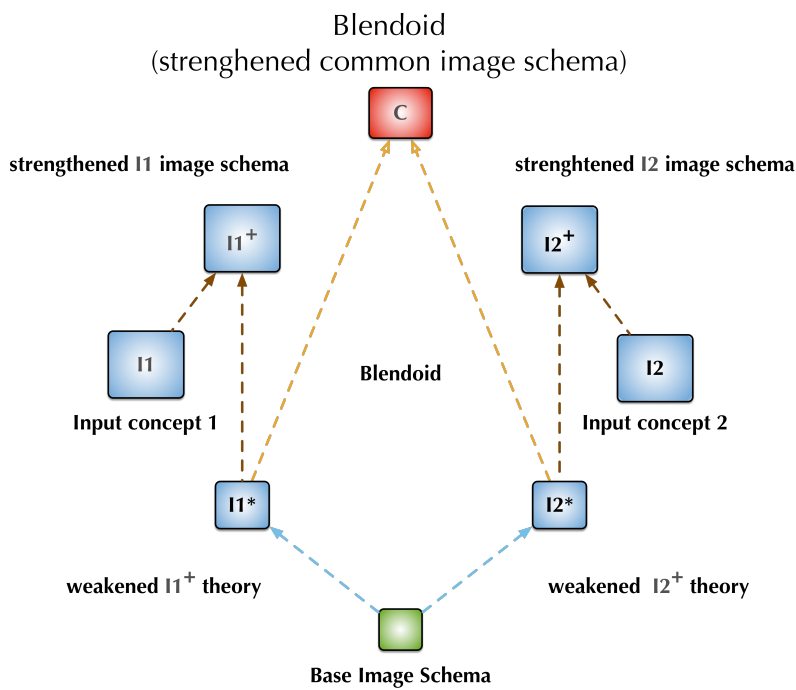 Blendoid
(strenghened common image schema)
C
strengthened I1 image schema
strenghtened I2 image schema
I1+
I2+
I1
I2
Blendoid
Input concept 1
Input concept 2
I1*
I2*
weakened I1+ theory
weakened I2+ theory
Base Image Schema